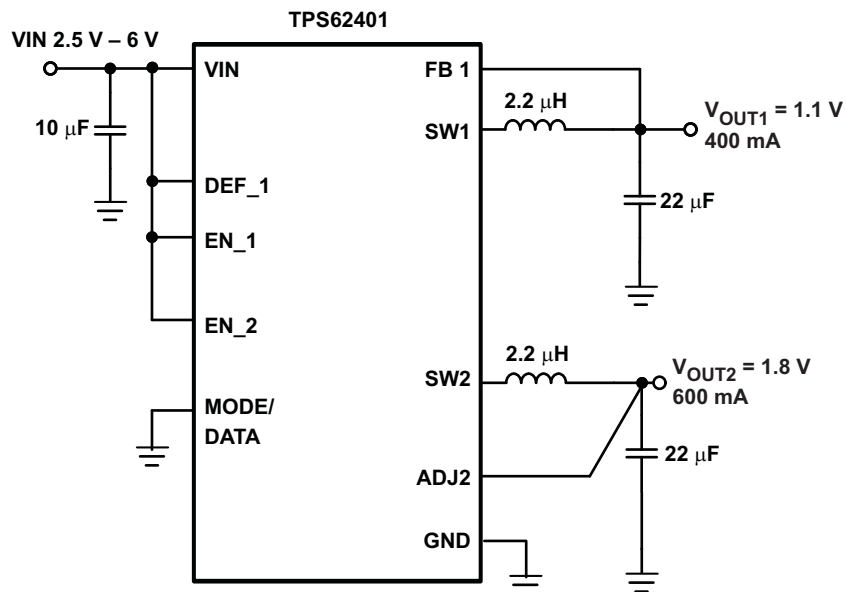 TPS62401
VIN 2.5 V – 6 V
VIN
FB 1
2.2 μH
V_OUT1 = 1.1 V
10 μF
SW1
400 mA
DEF_1
22 μF
EN_1
EN_2
2.2 μH
V_OUT2 = 1.8 V
SW2
600 mA
MODE/
DATA
22 μF
ADJ2
GND